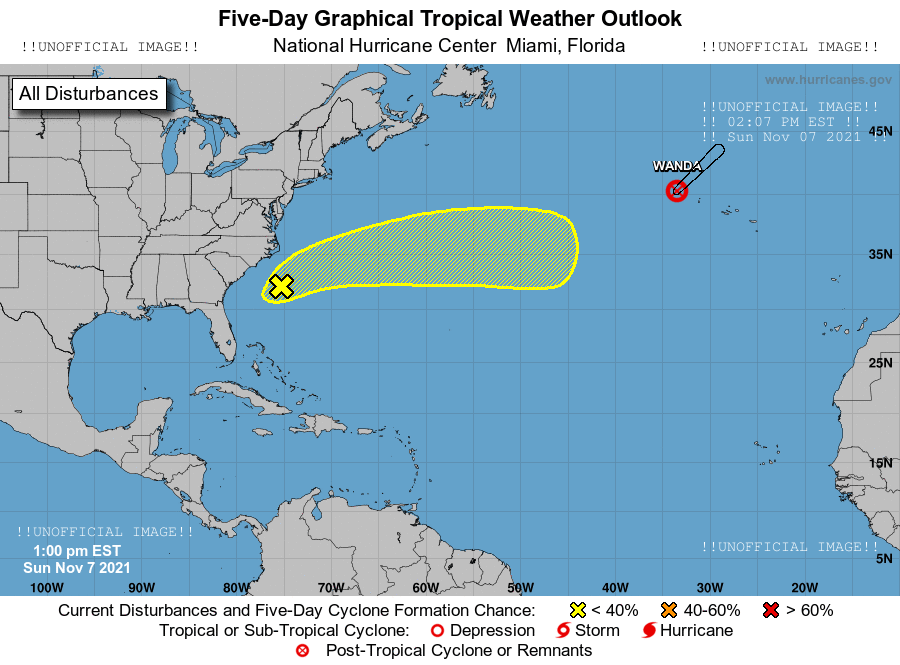 Five-Day Graphical Tropical Weather Outlook
!!UNOFFICIAL IMAGE!! National Hurricane Center Miami, Florida !!UNOFFICIAL IMAGE!!
www.hurricanes.gov
All Disturbances
!!UNOFFICIAL IMAGE!!
!! 02:07 PM EST !!
!! Sun Nov 07 2021 !!
45N
WANDA
35N
25N
15N
!!UNOFFICIAL IMAGE!!
1:00 pm EST
Sun Nov 7 2021
!!UNOFFICIAL IMAGE!!
5N
100W 90W 80W 70W 60W 50W 40W 30W 20W
Current Disturbances and Five-Day Cyclone Formation Chance: < 40% 40-60% > 60%
Tropical or Sub-Tropical Cyclone: Depression Storm Hurricane
Post-Tropical Cyclone or Remnants